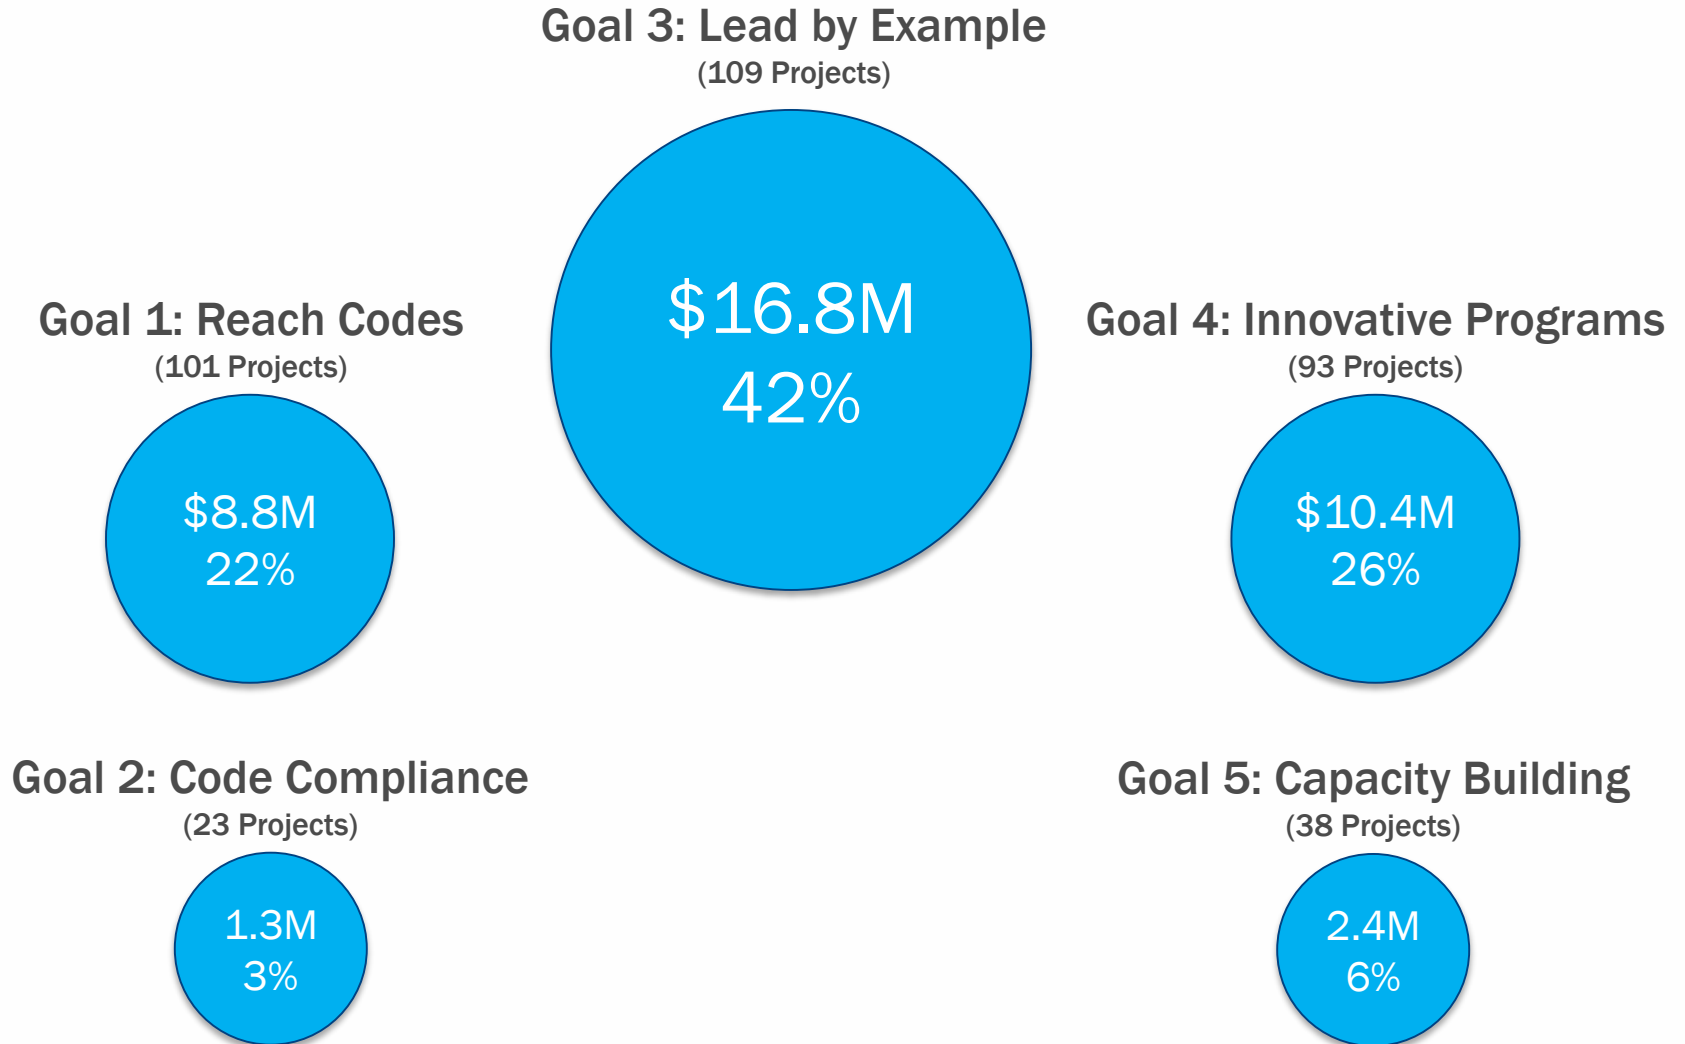 Goal 3: Lead by Example
(109 Projects)
$16.8M
42%
Goal 1: Reach Codes
(101 Projects)
$8.8M
22%
Goal 4: Innovative Programs
(93 Projects)
$10.4M
26%
Goal 2: Code Compliance
(23 Projects)
1.3M
3%
Goal 5: Capacity Building
(38 Projects)
2.4M
6%